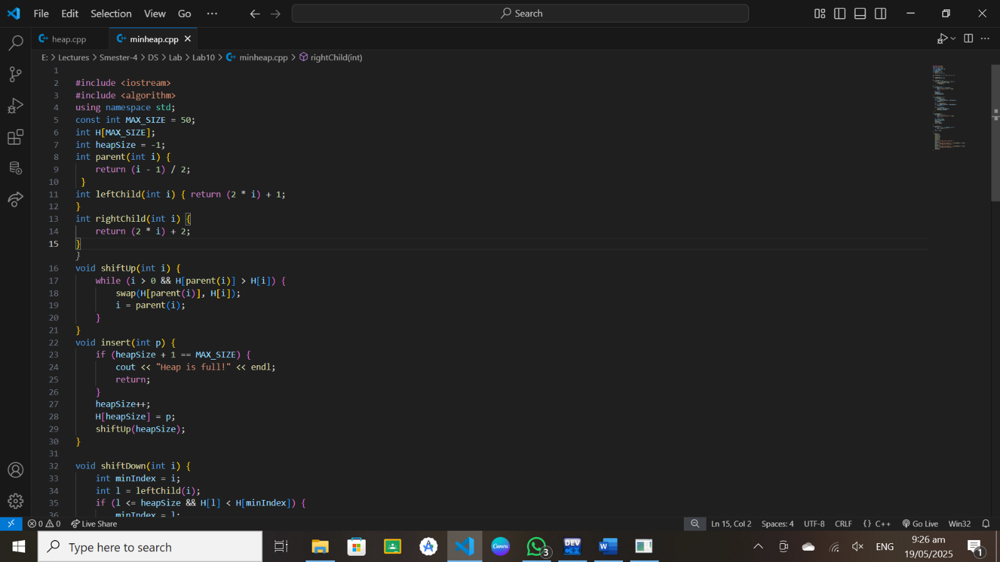 File Edit Selection View Go ··· Search
heap.cpp minheap.cpp
E: > Lectures > Smester-4 > DS > Lab > Lab10 > minheap.cpp > rightChild(int)
1
2 #include <iostream>
3 #include <algorithm>
4 using namespace std;
5 const int MAX_SIZE = 50;
6 int H[MAX_SIZE];
7 int heapSize = -1;
8 int parent(int i) {
9     return (i - 1) / 2;
10  }
11 int leftChild(int i) { return (2 * i) + 1;
12 }
13 int rightChild(int i) {
14     return (2 * i) + 2;
15 }
}
16 void shiftUp(int i) {
17     while (i > 0 && H[parent(i)] > H[i]) {
18         swap(H[parent(i)], H[i]);
19         i = parent(i);
20     }
21 }
22 void insert(int p) {
23     if (heapSize + 1 == MAX_SIZE) {
24         cout << "Heap is full!" << endl;
25         return;
26     }
27     heapSize++;
28     H[heapSize] = p;
29     shiftUp(heapSize);
30 }
31
32 void shiftDown(int i) {
33     int minIndex = i;
34     int l = leftChild(i);
35     if (l <= heapSize && H[l] < H[minIndex]) {
36         minIndex = l;
0 0 Live Share Ln 15, Col 2 Spaces: 4 UTF-8 CRLF {} C++ Go Live Win32
Type here to search Canva 3 DEV C++ W ENG 9:26 am 1
19/05/2025